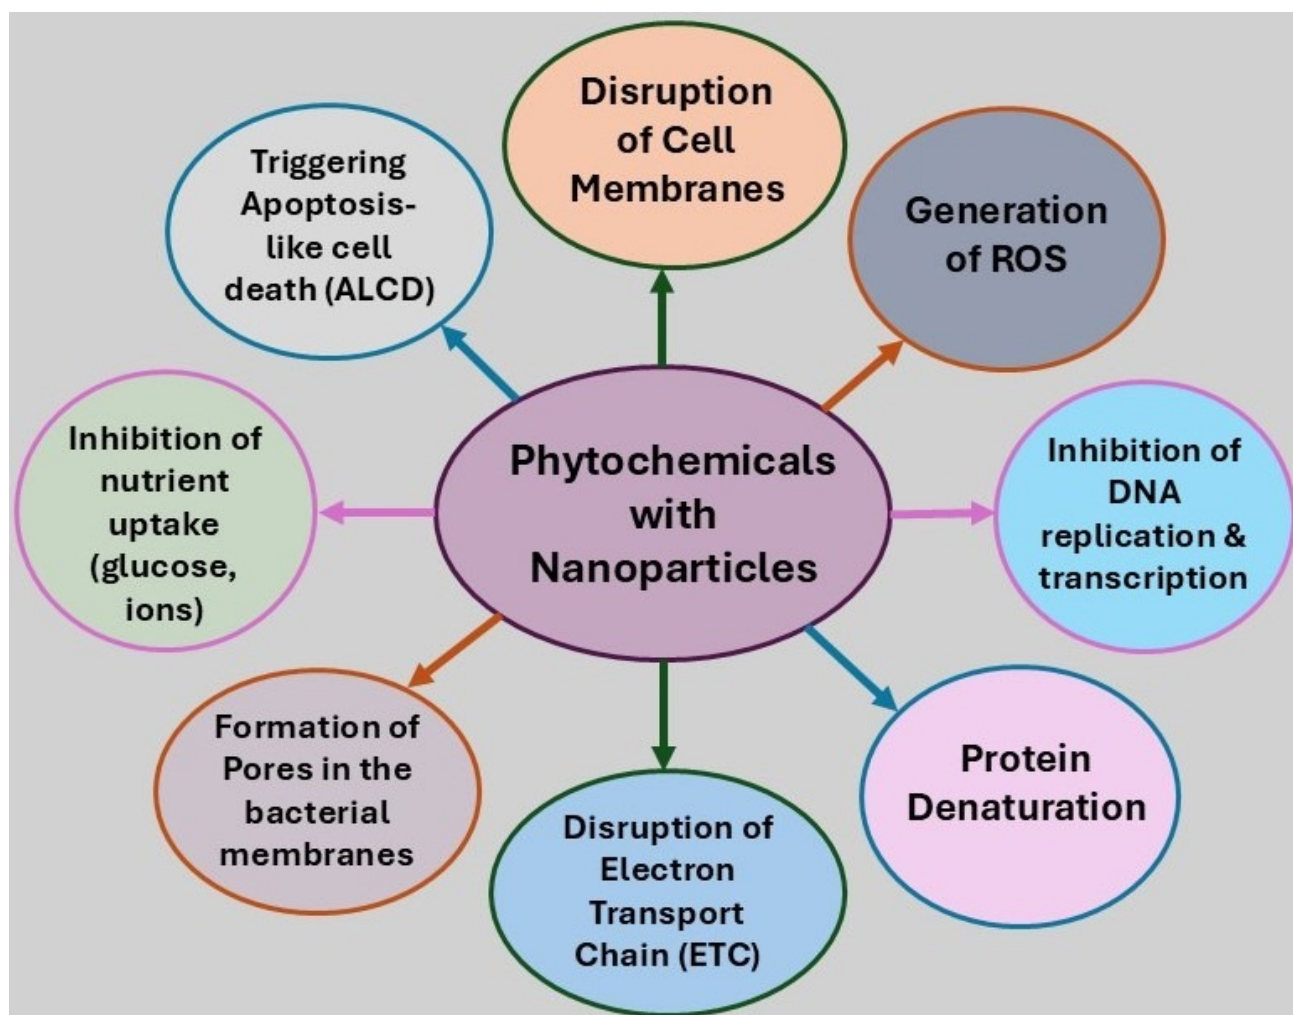 Disruption
of Cell
Membranes
Triggering
Apoptosis-
like cell
death (ALCD)
Generation
of ROS
Inhibition of
nutrient
uptake
(glucose,
ions)
Phytochemicals
with
Nanoparticles
Inhibition of
DNA
replication &
transcription
Formation of
Pores in the
bacterial
membranes
Disruption of
Electron
Transport
Chain (ETC)
Protein
Denaturation